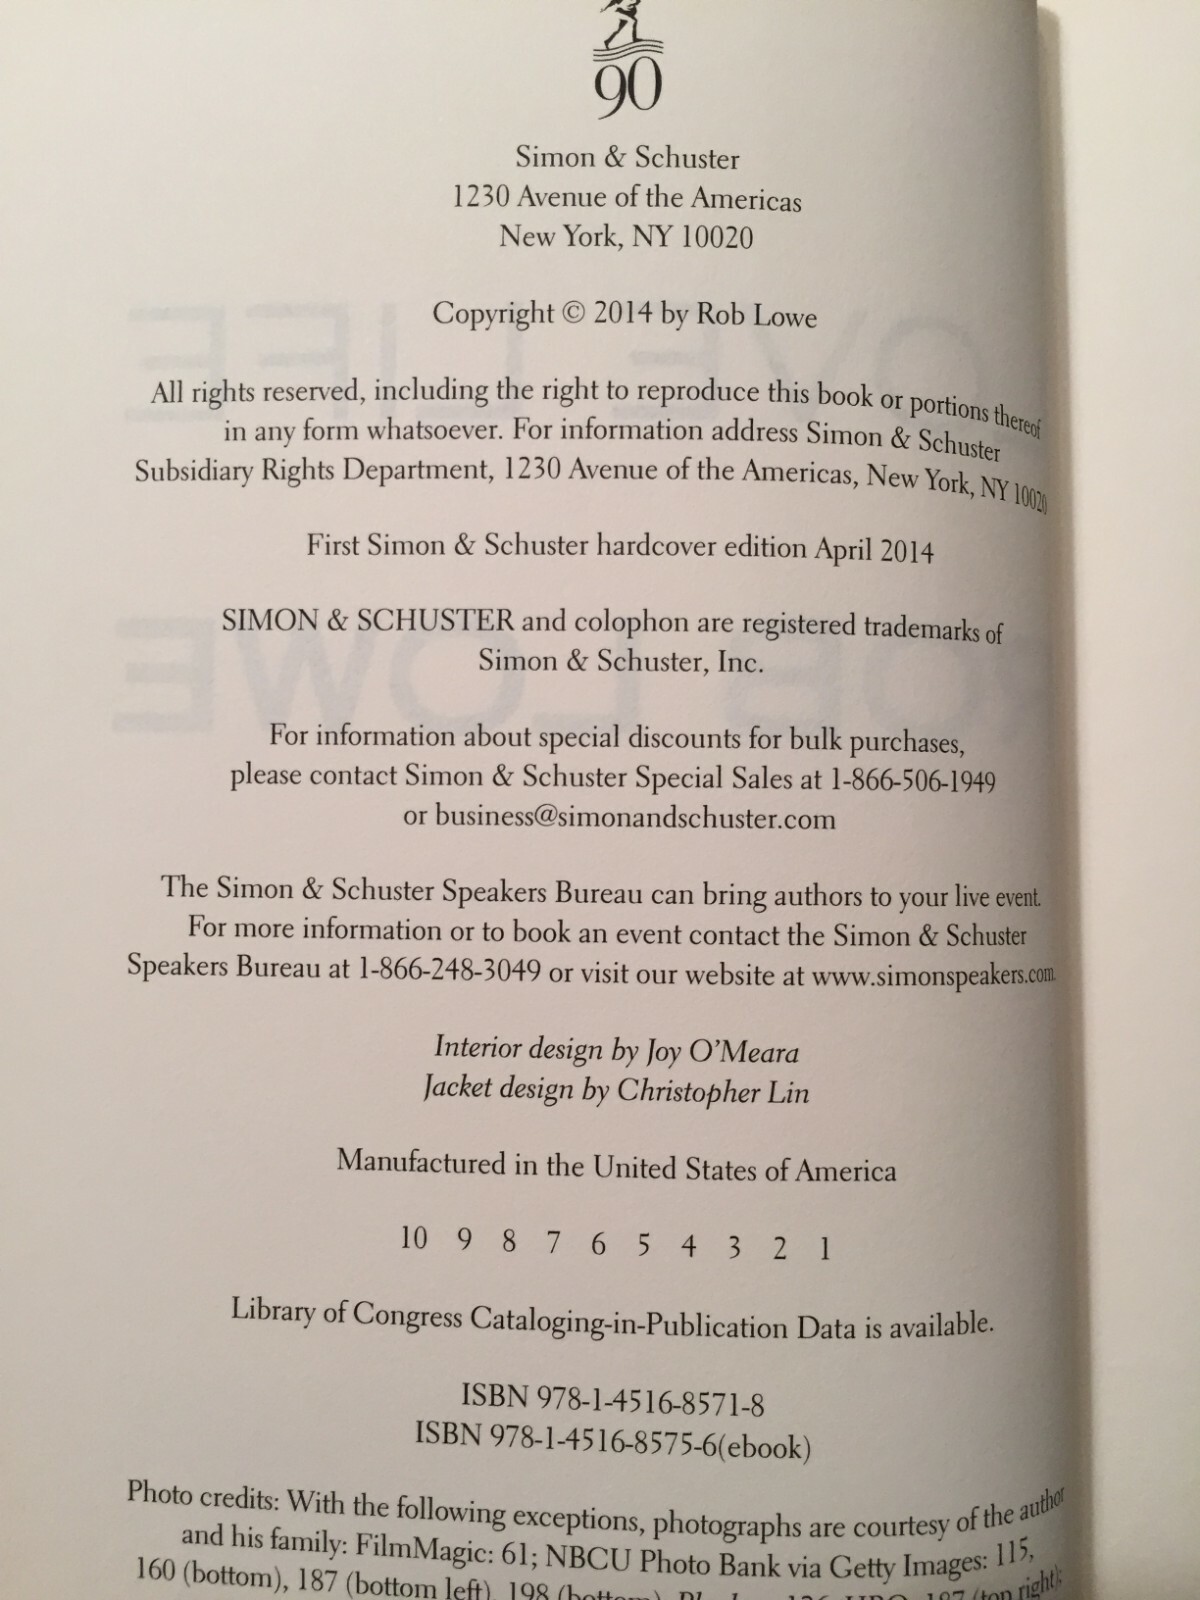 90
Simon & Schuster
1230 Avenue of the Americas
New York, NY 10020
Copyright © 2014 by Rob Lowe
All rights reserved, including the right to reproduce this book or portions thereof
in any form whatsoever. For information address Simon & Schuster
Subsidiary Rights Department, 1230 Avenue of the Americas, New York, NY 10020
First Simon & Schuster hardcover edition April 2014
SIMON & SCHUSTER and colophon are registered trademarks of
Simon & Schuster, Inc.
For information about special discounts for bulk purchases,
please contact Simon & Schuster Special Sales at 1-866-506-1949
or business@simonandschuster.com
The Simon & Schuster Speakers Bureau can bring authors to your live event.
For more information or to book an event contact the Simon & Schuster
Speakers Bureau at 1-866-248-3049 or visit our website at www.simonspeakers.com.
Interior design by Joy O'Meara
Jacket design by Christopher Lin
Manufactured in the United States of America
10 9 8 7 6 5 4 3 2 1
Library of Congress Cataloging-in-Publication Data is available.
ISBN 978-1-4516-8571-8
ISBN 978-1-4516-8575-6(ebook)
Photo credits: With the following exceptions, photographs are courtesy of the author
and his family: FilmMagic: 61; NBCU Photo Bank via Getty Images: 115,
160 (bottom), 187 (bottom left), 198 (bottom), HBO, 187 (top right);